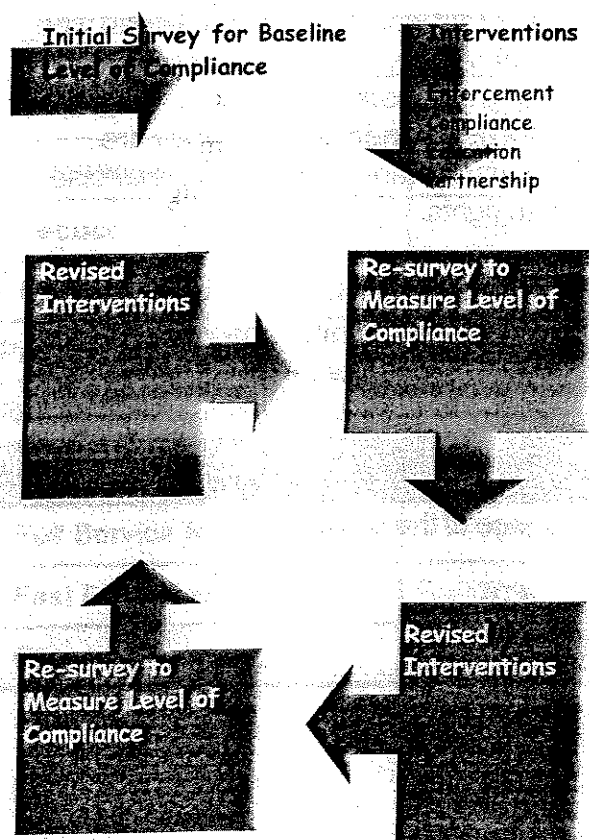 Initial Survey for Baseline
Level of Compliance
Interventions
Enforcement
Compliance
Education
Partnership
Revised
Interventions
Re-survey to
Measure Level of
Compliance
Re-survey to
Measure Level of
Compliance
Revised
Interventions